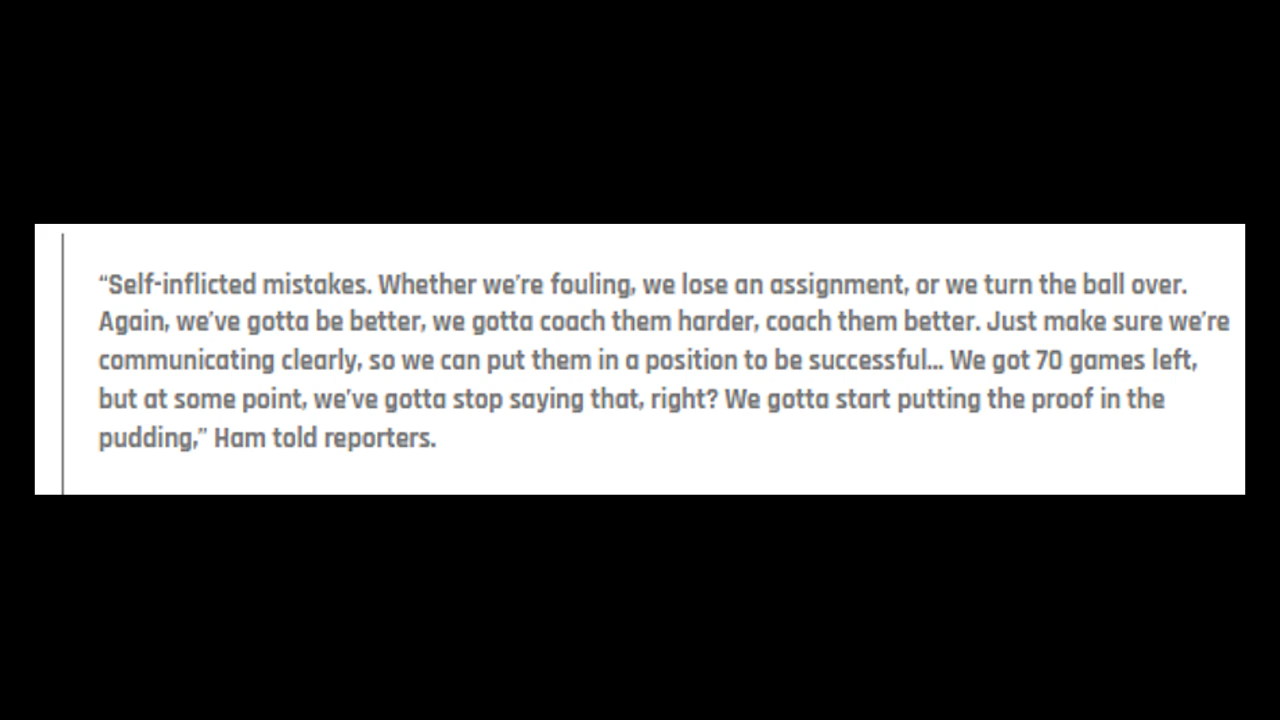 “Self-inflicted mistakes. Whether we’re fouling, we lose an assignment, or we turn the ball over.
Again, we’ve gotta be better, we gotta coach them harder, coach them better. Just make sure we’re
communicating clearly, so we can put them in a position to be successful... We got 70 games left,
but at some point, we’ve gotta stop saying that, right? We gotta start putting the proof in the
pudding,” Ham told reporters.